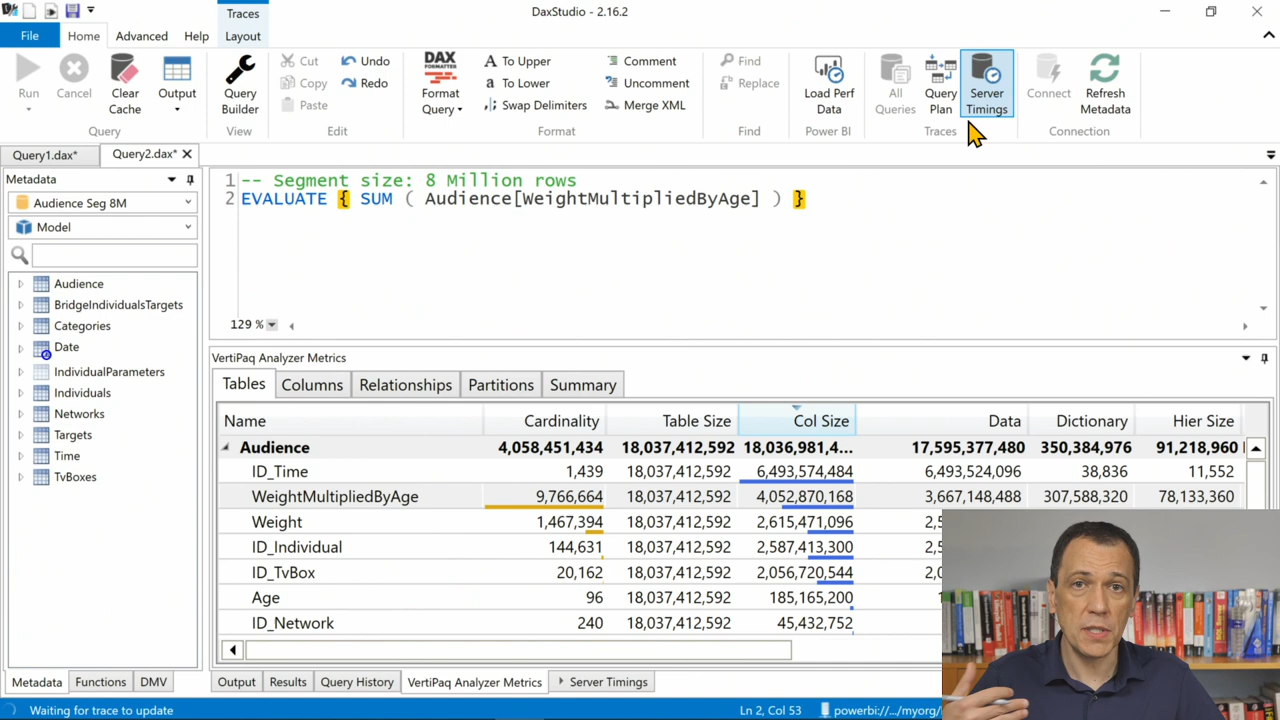 DaxStudio - 2.16.2
Traces
File Home Advanced Help Layout
Run
Cancel
Clear Cache
Output
Query
Query Builder
View
Cut
Copy
Paste
Undo
Redo
Edit
DAX
FORMATTER
Format Query
To Upper
To Lower
Swap Delimiters
Comment
Uncomment
Merge XML
Format
Find
Replace
Find
Load Perf Data
Power BI
All Queries
Query Plan
Server Timings
Traces
Connect
Refresh Metadata
Connection
Query1.dax* Query2.dax*
Metadata
Audience Seg 8M
Model
Audience
BridgeIndividualsTargets
Categories
Date
IndividualParameters
Individuals
Networks
Targets
Time
TvBoxes
Metadata Functions DMV
1 -- Segment size: 8 Million rows
2 EVALUATE { SUM ( Audience[WeightMultipliedByAge] ) }
129 %
VertiPaq Analyzer Metrics
Tables Columns Relationships Partitions Summary
Name Cardinality Table Size Col Size Data Dictionary Hier Size
Audience 4,058,451,434 18,037,412,592 18,036,981,4... 17,595,377,480 350,384,976 91,218,960
ID_Time 1,439 18,037,412,592 6,493,574,484 6,493,524,096 38,836 11,552
WeightMultipliedByAge 9,766,664 18,037,412,592 4,052,870,168 3,667,148,488 307,588,320 78,133,360
Weight 1,467,394 18,037,412,592 2,615,471,096
ID_Individual 144,631 18,037,412,592 2,587,413,300
ID_TvBox 20,162 18,037,412,592 2,056,720,544
Age 96 18,037,412,592 185,165,200
ID_Network 240 18,037,412,592 45,432,752
Output Results Query History VertiPaq Analyzer Metrics Server Timings
Waiting for trace to update
Ln 2, Col 53
powerbi://.../myorg/